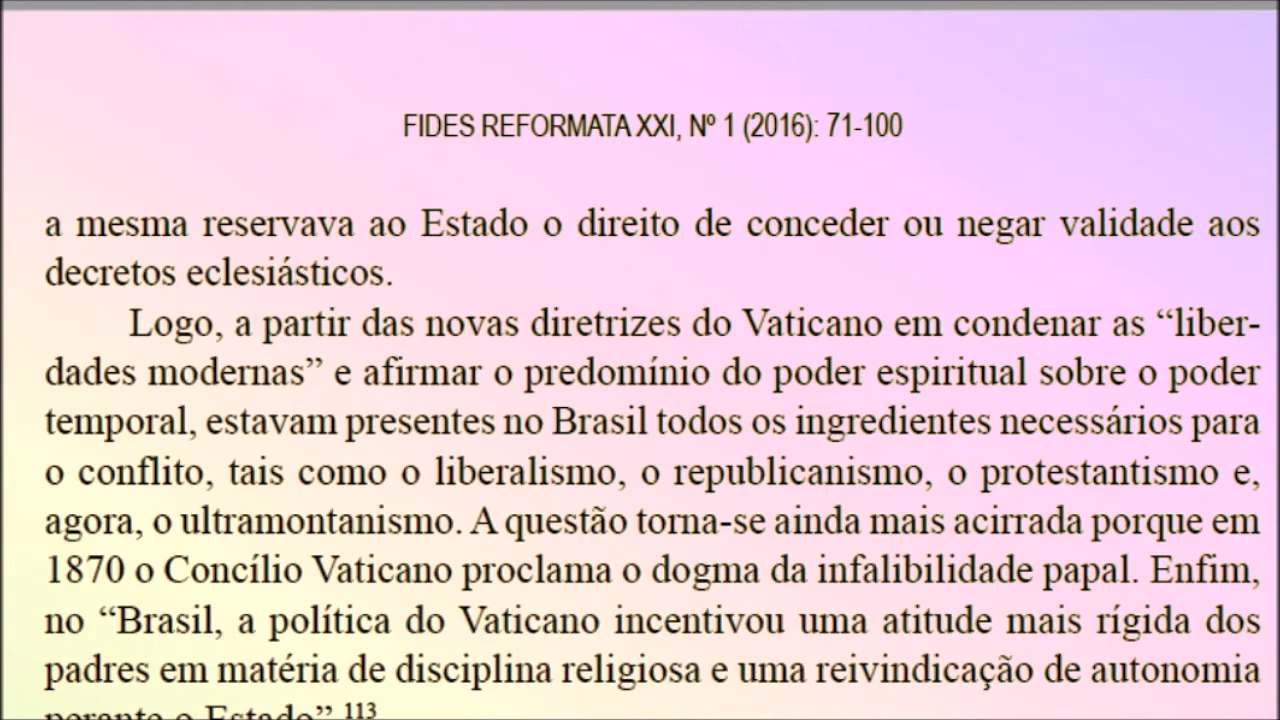 FIDES REFORMATA XXI, Nº 1 (2016): 71-100
a mesma reservava ao Estado o direito de conceder ou negar validade aos
decretos eclesiásticos.
Logo, a partir das novas diretrizes do Vaticano em condenar as “liber-
dades modernas” e afirmar o predomínio do poder espiritual sobre o poder
temporal, estavam presentes no Brasil todos os ingredientes necessários para
o conflito, tais como o liberalismo, o republicanismo, o protestantismo e,
agora, o ultramontanismo. A questão torna-se ainda mais acirrada porque em
1870 o Concílio Vaticano proclama o dogma da infalibilidade papal. Enfim,
no “Brasil, a política do Vaticano incentivou uma atitude mais rígida dos
padres em matéria de disciplina religiosa e uma reivindicação de autonomia
perante o Estado”.113